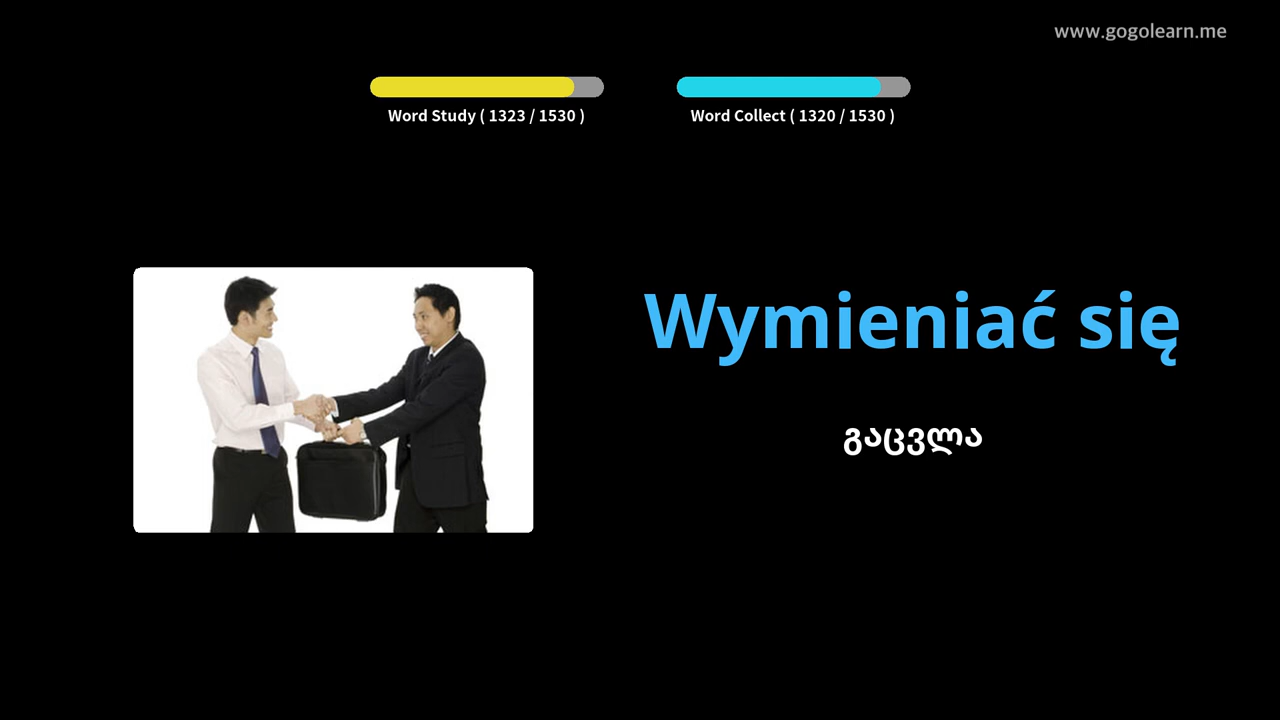 www.gogolearn.me
Word Study ( 1323 / 1530 )
Word Collect ( 1320 / 1530 )
Wymieniać się
გაცვლა